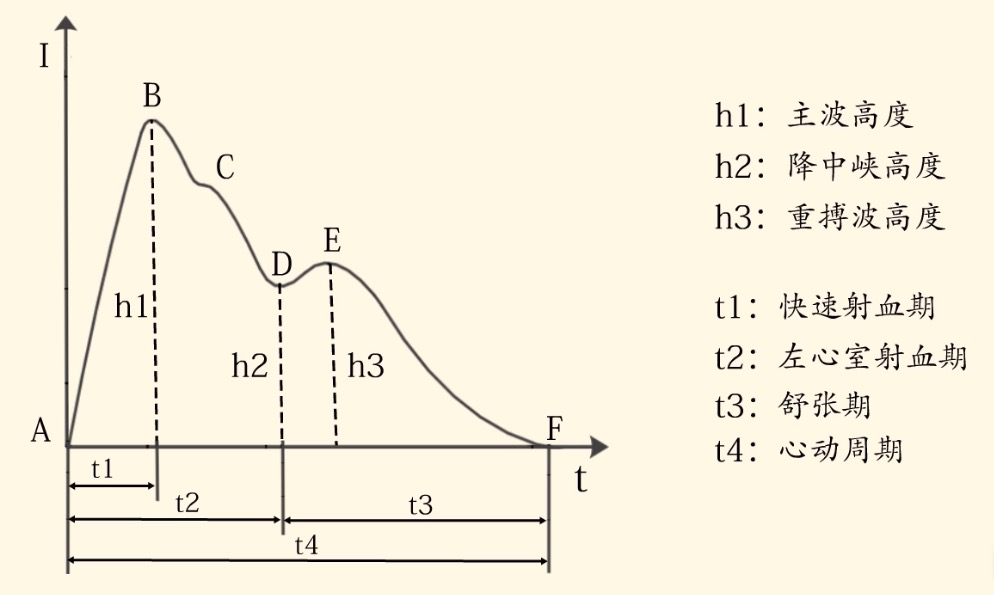 I
B
C
D
E
h1
h2
h3
A
F
t
t1
t2
t3
t4
h1：主波高度
h2：降中峡高度
h3：重搏波高度
t1：快速射血期
t2：左心室射血期
t3：舒张期
t4：心动周期